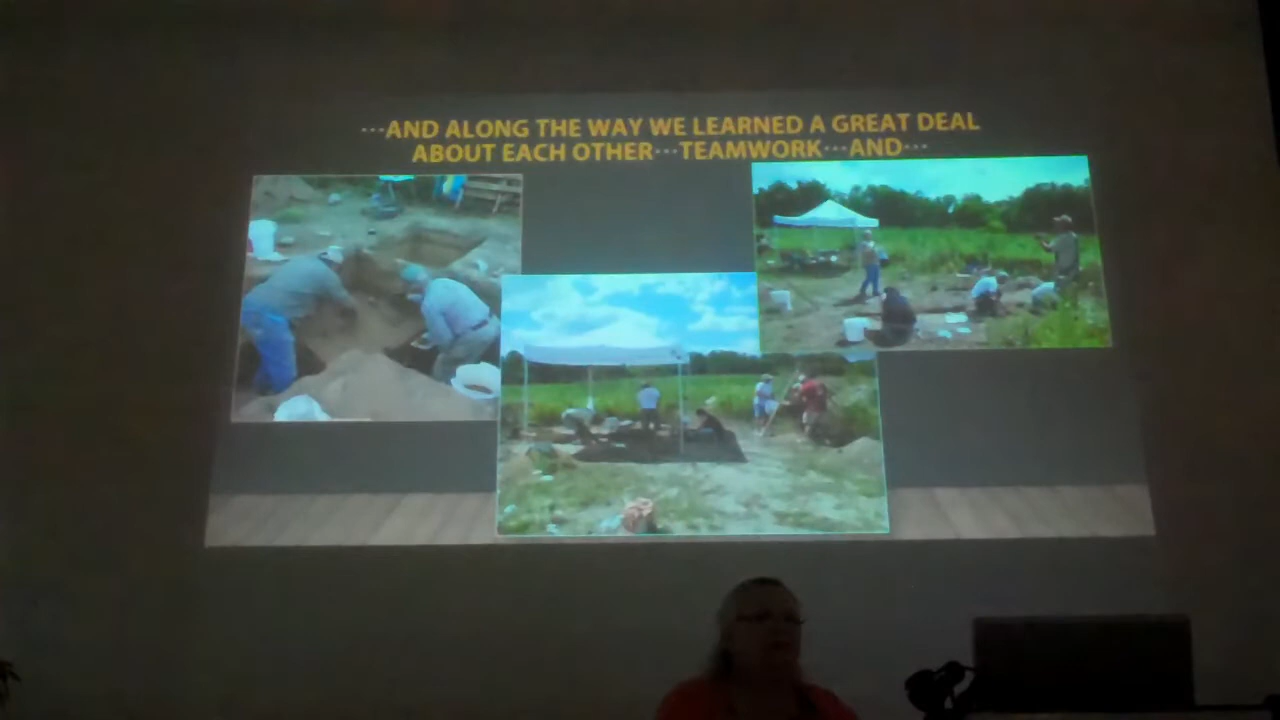 ···AND ALONG THE WAY WE LEARNED A GREAT DEAL
ABOUT EACH OTHER···TEAMWORK···AND···